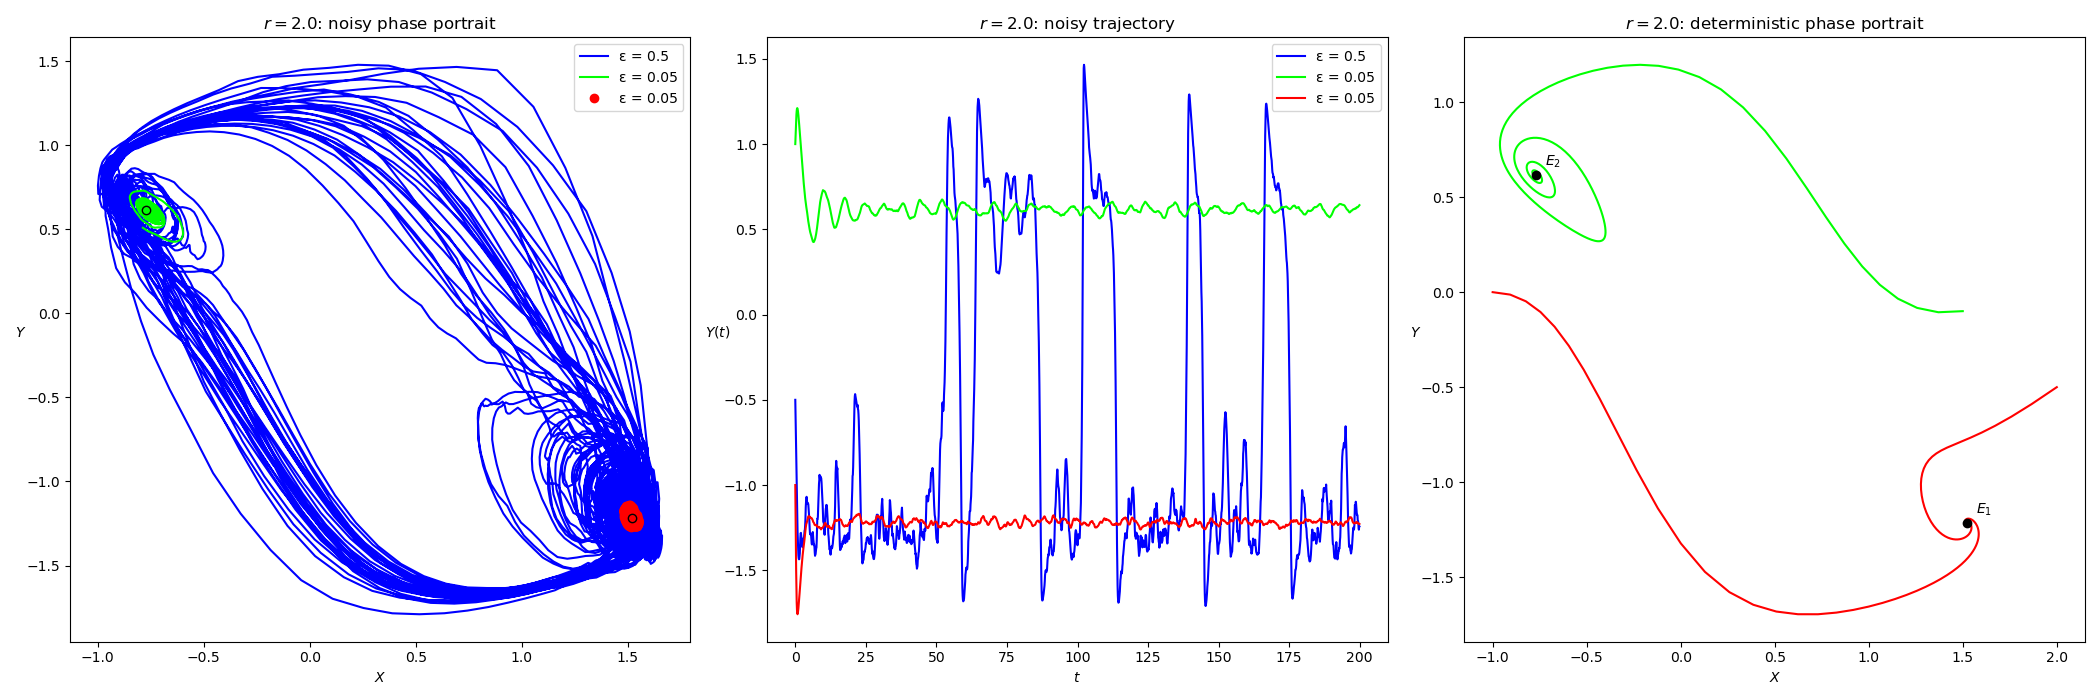 r = 2.0: noisy phase portrait
1.5
1.0
0.5
0.0
−0.5
−1.0
−1.5
Y
−1.0 −0.5 0.0 0.5 1.0 1.5
X
ε = 0.5
ε = 0.05
ε = 0.05
r = 2.0: noisy trajectory
1.5
1.0
0.5
0.0
−0.5
−1.0
−1.5
Y(t)
0 25 50 75 100 125 150 175 200
t
ε = 0.5
ε = 0.05
ε = 0.05
r = 2.0: deterministic phase portrait
1.0
0.5
0.0
−0.5
−1.0
−1.5
Y
−1.0 −0.5 0.0 0.5 1.0 1.5 2.0
X
E₂
E₁